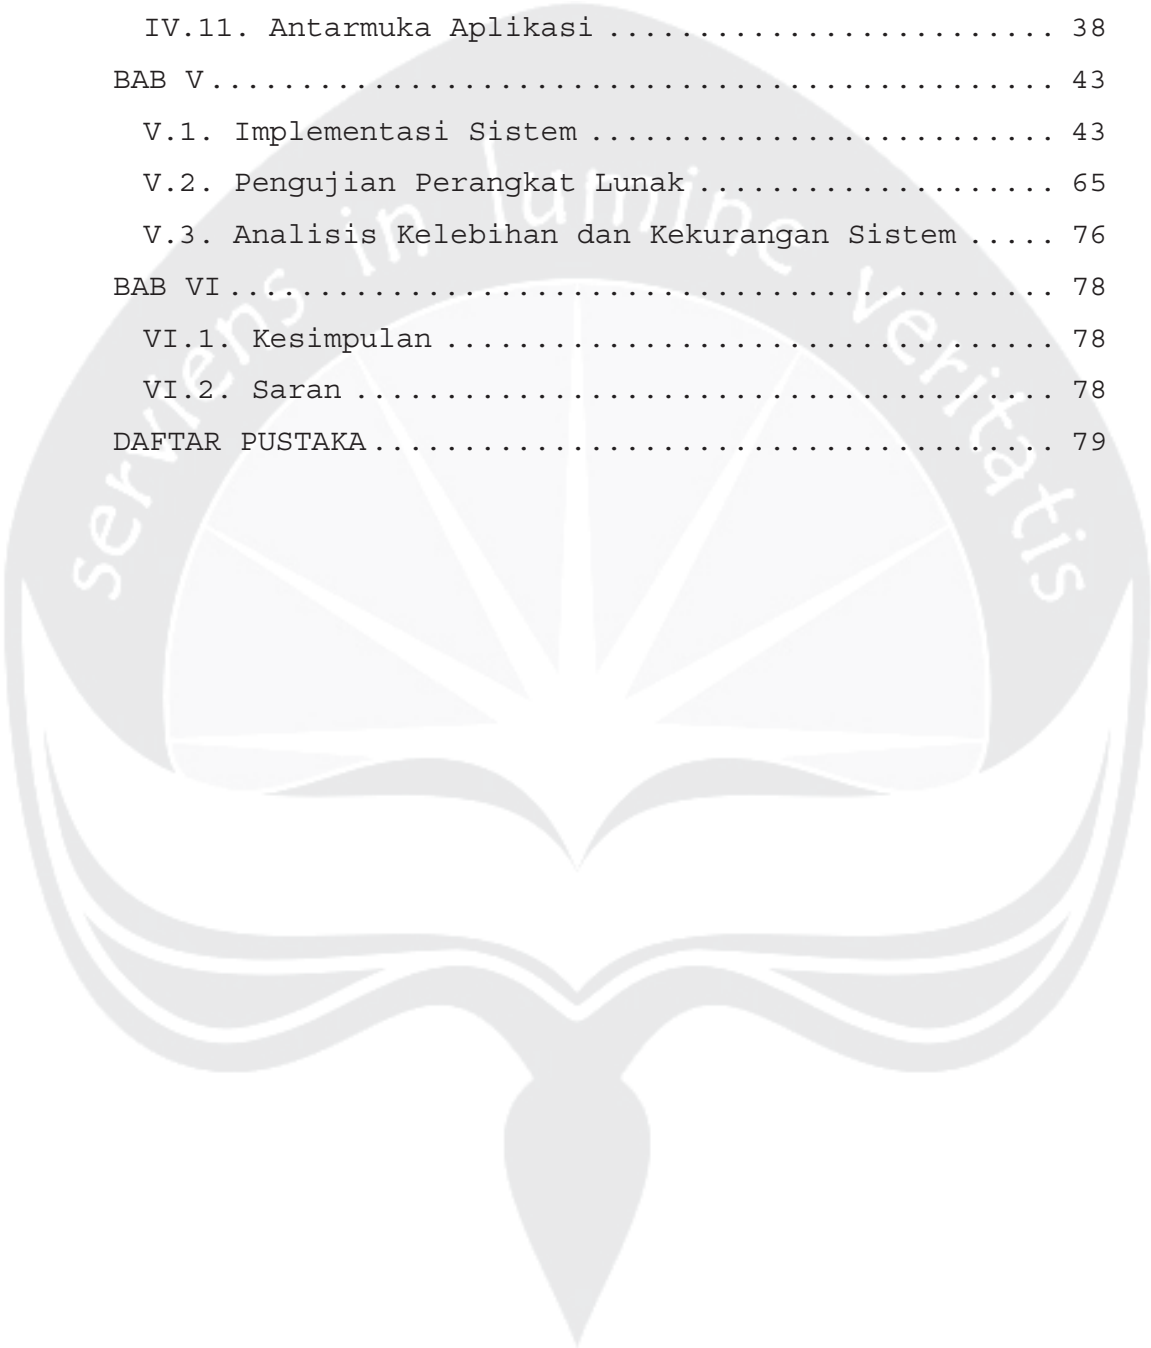 IV.11. Antarmuka Aplikasi ......................... 38
BAB V............................................... 43
V.1. Implementasi Sistem .......................... 43
V.2. Pengujian Perangkat Lunak .................... 65
V.3. Analisis Kelebihan dan Kekurangan Sistem ..... 76
BAB VI .............................................. 78
VI.1. Kesimpulan .................................. 78
VI.2. Saran ....................................... 78
DAFTAR PUSTAKA...................................... 79
serviens in lumine veritatis